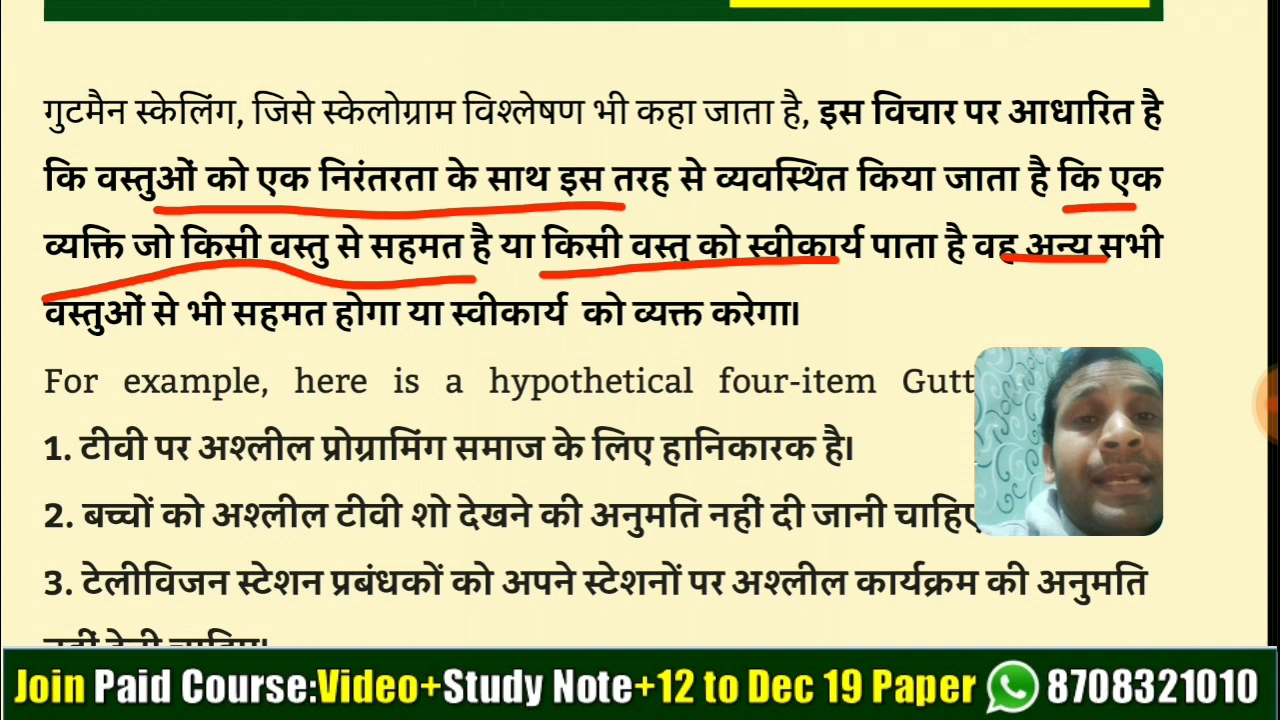 गुटमैन स्केलिंग, जिसे स्केलोग्राम विश्लेषण भी कहा जाता है, इस विचार पर आधारित है
कि वस्तुओं को एक निरंतरता के साथ इस तरह से व्यवस्थित किया जाता है कि एक
व्यक्ति जो किसी वस्तु से सहमत है या किसी वस्तु को स्वीकार्य पाता है वह अन्य सभी
वस्तुओं से भी सहमत होगा या स्वीकार्य को व्यक्त करेगा।
For example, here is a hypothetical four-item Gutt
1. टीवी पर अश्लील प्रोग्रामिंग समाज के लिए हानिकारक है।
2. बच्चों को अश्लील टीवी शो देखने की अनुमति नहीं दी जानी चाहिए
3. टेलीविजन स्टेशन प्रबंधकों को अपने स्टेशनों पर अश्लील कार्यक्रम की अनुमति
Join Paid Course:Video+Study Note+12 to Dec 19 Paper 8708321010